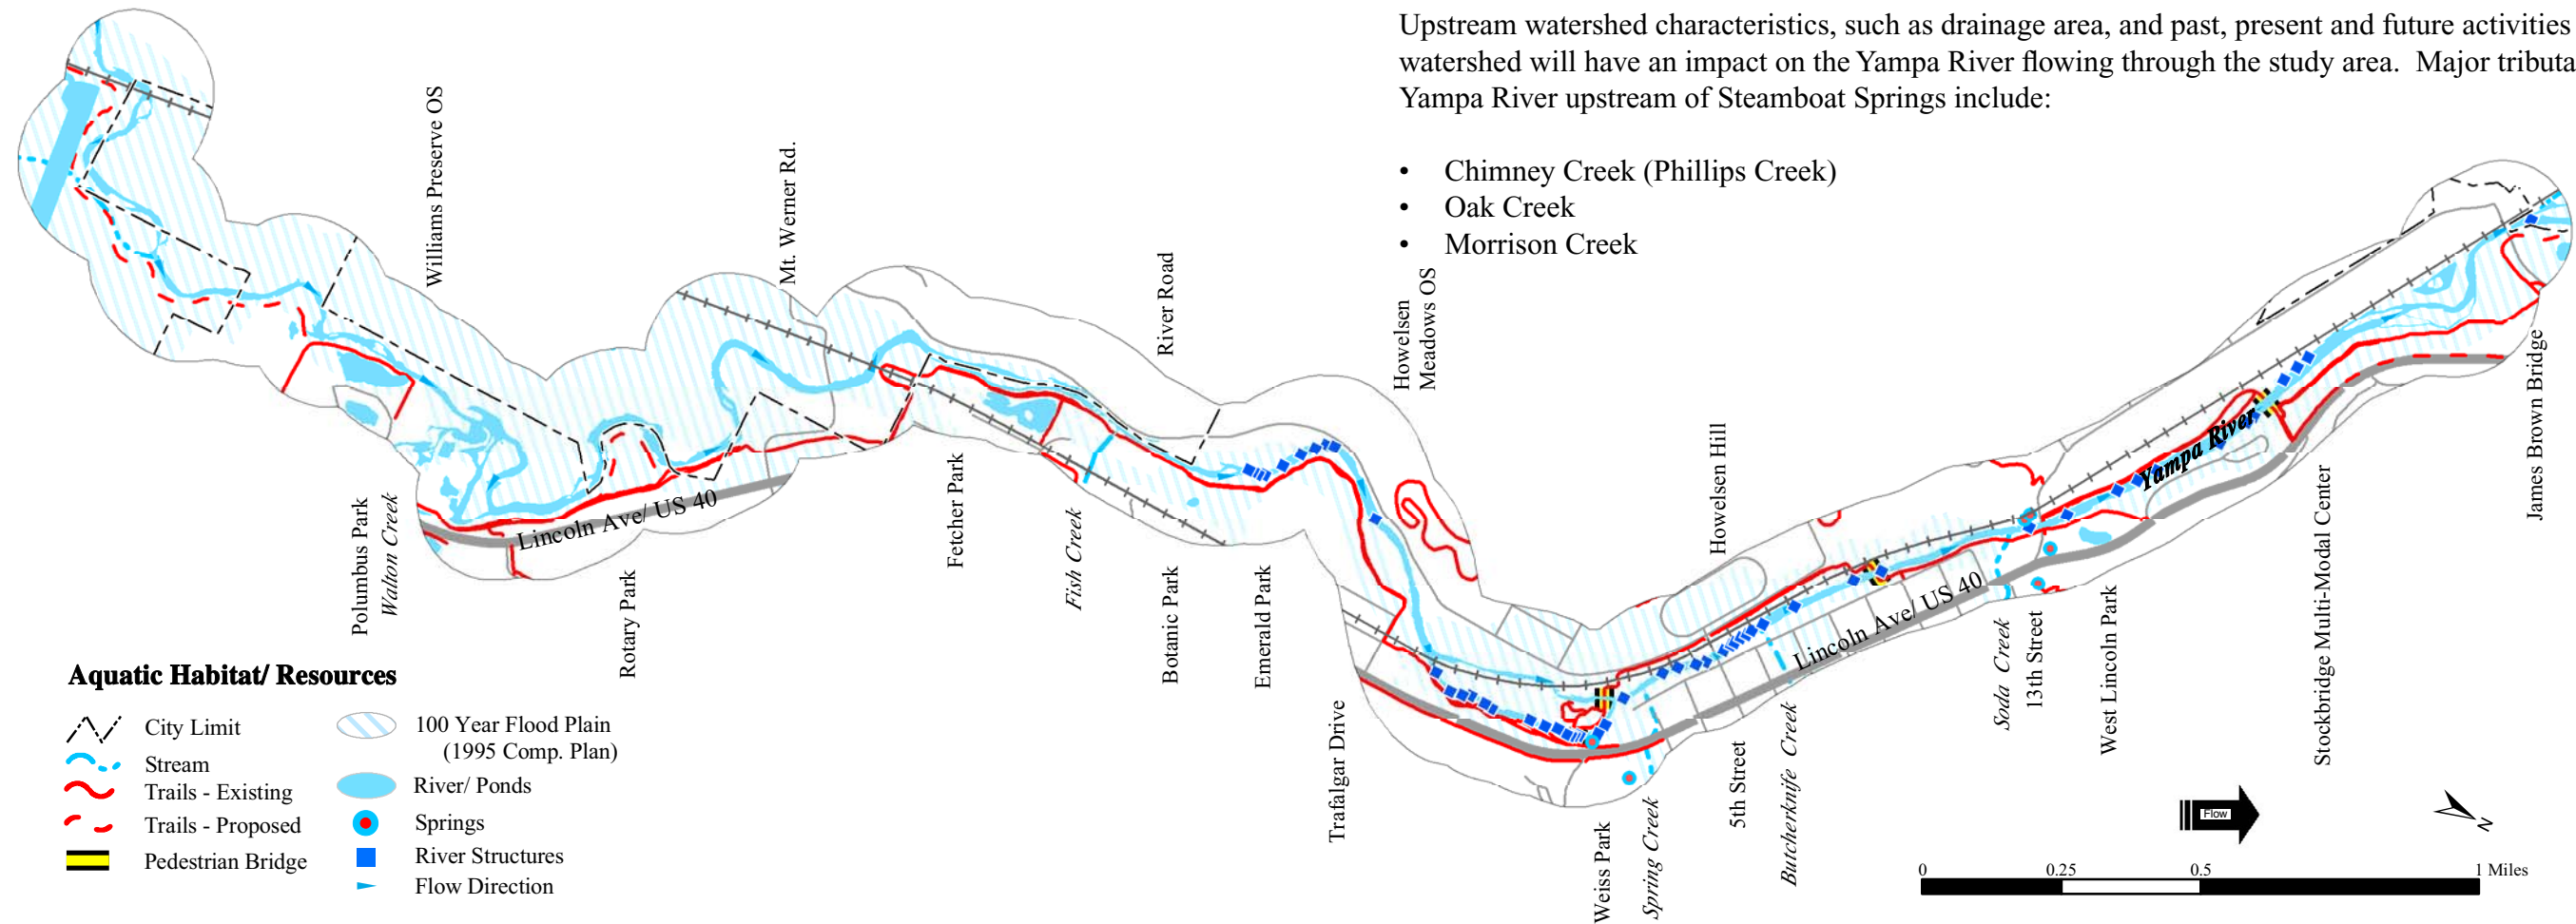 Upstream watershed characteristics, such as drainage area, and past, present and future activities
watershed will have an impact on the Yampa River flowing through the study area. Major tributa
Yampa River upstream of Steamboat Springs include:
• Chimney Creek (Phillips Creek)
• Oak Creek
• Morrison Creek
Williams Preserve OS
Mt. Werner Rd.
River Road
Howelsen
Meadows OS
Howelsen Hill
Yampa River
James Brown Bridge
Polumbus Park
Walton Creek
Lincoln Ave/ US 40
Rotary Park
Fetcher Park
Fish Creek
Botanic Park
Emerald Park
Trafalgar Drive
Weiss Park
Spring Creek
5th Street
Butcherknife Creek
Lincoln Ave/ US 40
Soda Creek
13th Street
West Lincoln Park
Stockbridge Multi-Modal Center
Aquatic Habitat/ Resources
City Limit
Stream
Trails - Existing
Trails - Proposed
Pedestrian Bridge
100 Year Flood Plain
(1995 Comp. Plan)
River/ Ponds
Springs
River Structures
Flow Direction
Flow
N
0 0.25 0.5 1 Miles